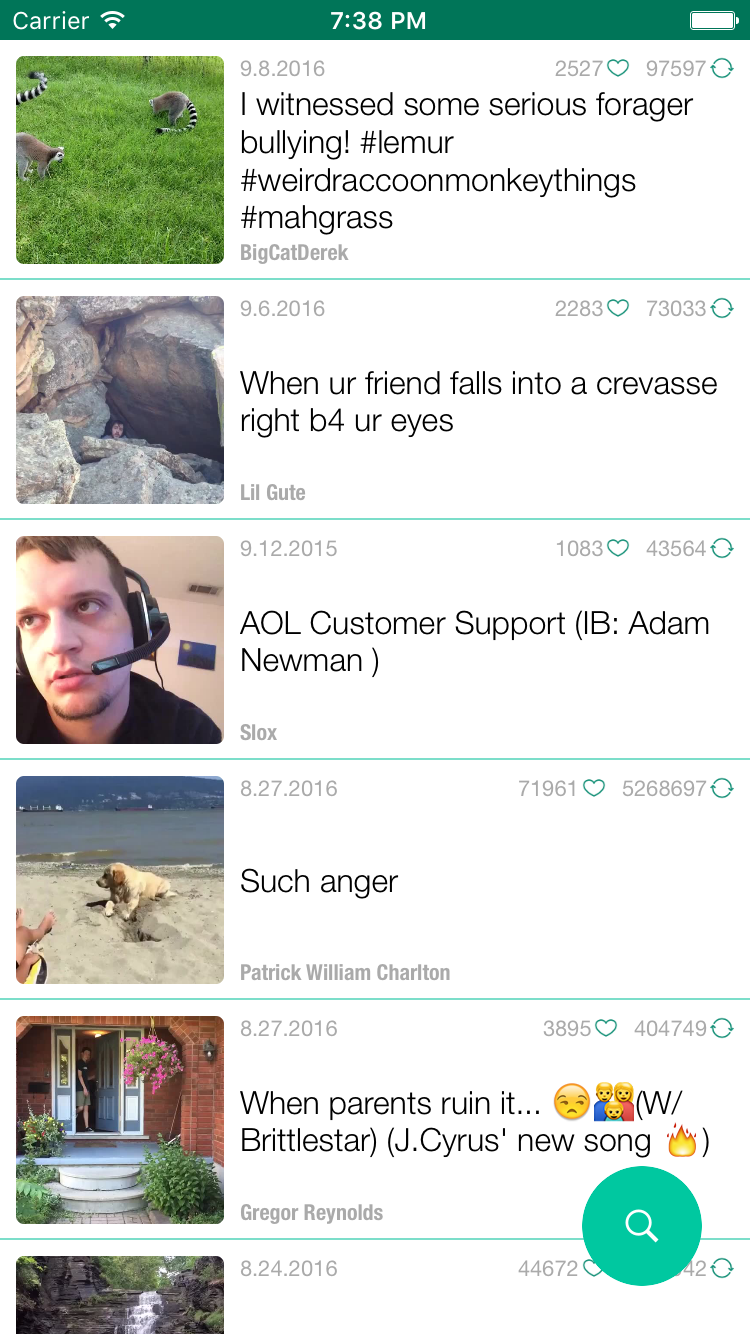 Carrier 7:38 PM
9.8.2016 2527 97597
I witnessed some serious forager
bullying! #lemur
#weirdraccoonmonkeythings
#mahgrass
BigCatDerek
9.6.2016 2283 73033
When ur friend falls into a crevasse
right b4 ur eyes
Lil Gute
9.12.2015 1083 43564
AOL Customer Support (IB: Adam
Newman )
Slox
8.27.2016 71961 5268697
Such anger
Patrick William Charlton
8.27.2016 3895 404749
When parents ruin it... 😒👨‍👩‍👦(W/
Brittlestar) (J.Cyrus' new song 🔥)
Gregor Reynolds
8.24.2016 44672